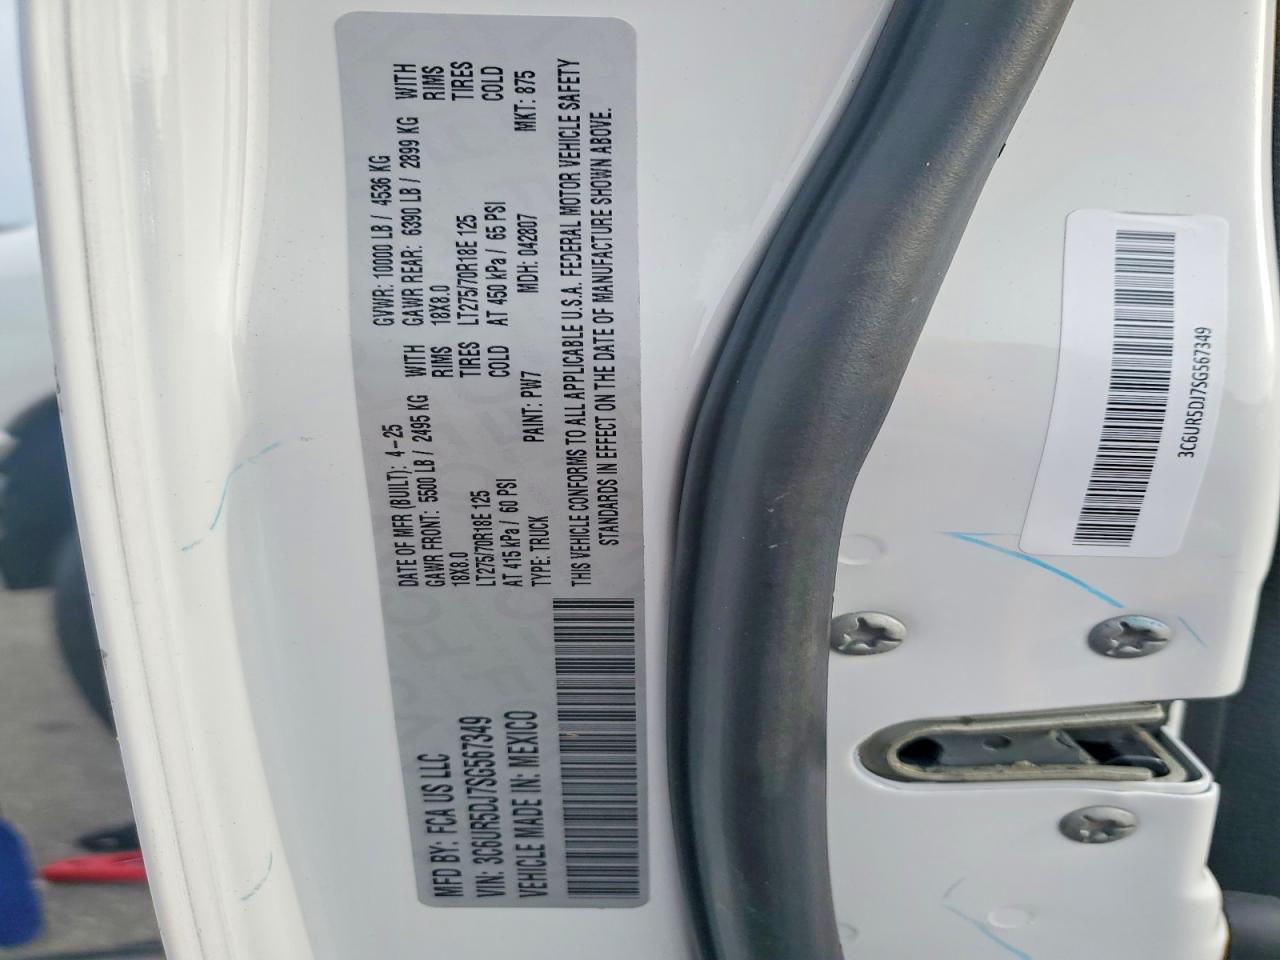 MFD BY: FCA US LLC
VIN: 3C6UR5DJ7SG567349
VEHICLE MADE IN: MEXICO
DATE OF MFR (BUILT): 4-25
GVWR: 10000 LB / 4536 KG
GAWR FRONT: 5500 LB / 2495 KG WITH
GAWR REAR: 6390 LB / 2899 KG WITH
18X8.0 RIMS
18X8.0 RIMS
LT275/70R18E 125 TIRES
LT275/70R18E 125 TIRES
AT 415 kPa / 60 PSI COLD
AT 450 kPa / 65 PSI COLD
TYPE: TRUCK PAINT: PW7 MDH: 042807 MKT: 875
THIS VEHICLE CONFORMS TO ALL APPLICABLE U.S.A. FEDERAL MOTOR VEHICLE SAFETY
STANDARDS IN EFFECT ON THE DATE OF MANUFACTURE SHOWN ABOVE.
3C6UR5DJ7SG567349